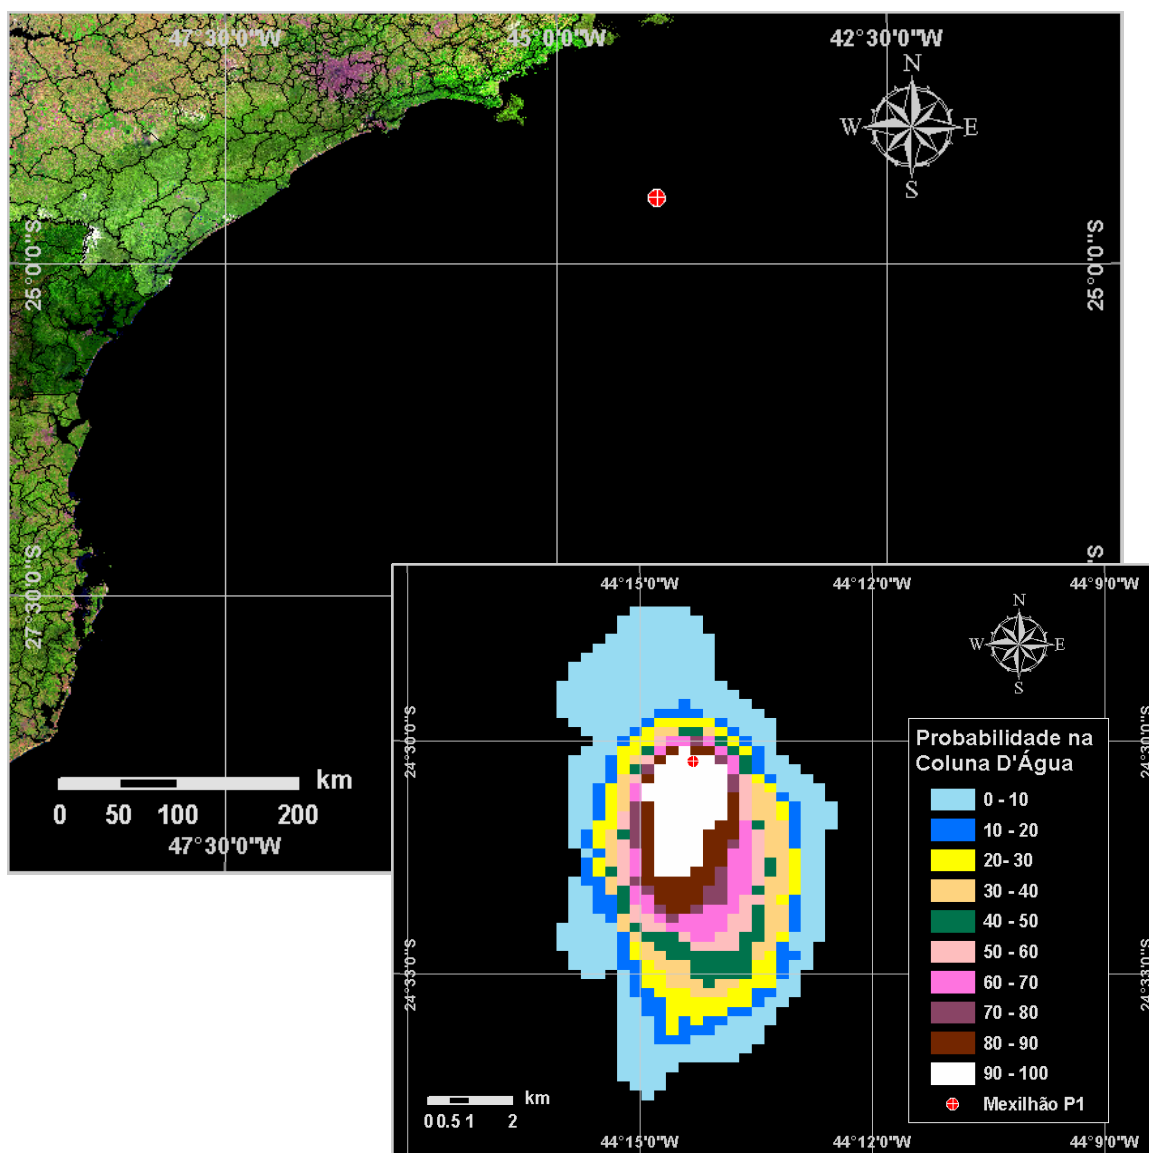 47°30'0"W 45°0'0"W 42°30'0"W
N
W E
S
25°0'0"S 25°0'0"S
27°30'0"S "S
km
0 50 100 200
47°30'0"W
44°15'0"W 44°12'0"W 44°9'0"W
N
W E
S
24°30'0"S 24°30'0"S
Probabilidade na
Coluna D'Água
0 - 10
10 - 20
20- 30
30 - 40
40 - 50
50 - 60
60 - 70
70 - 80
80 - 90
90 - 100
Mexilhão P1
24°33'0"S 24°33'0"S
km
0 0.5 1 2
44°15'0"W 44°12'0"W 44°9'0"W